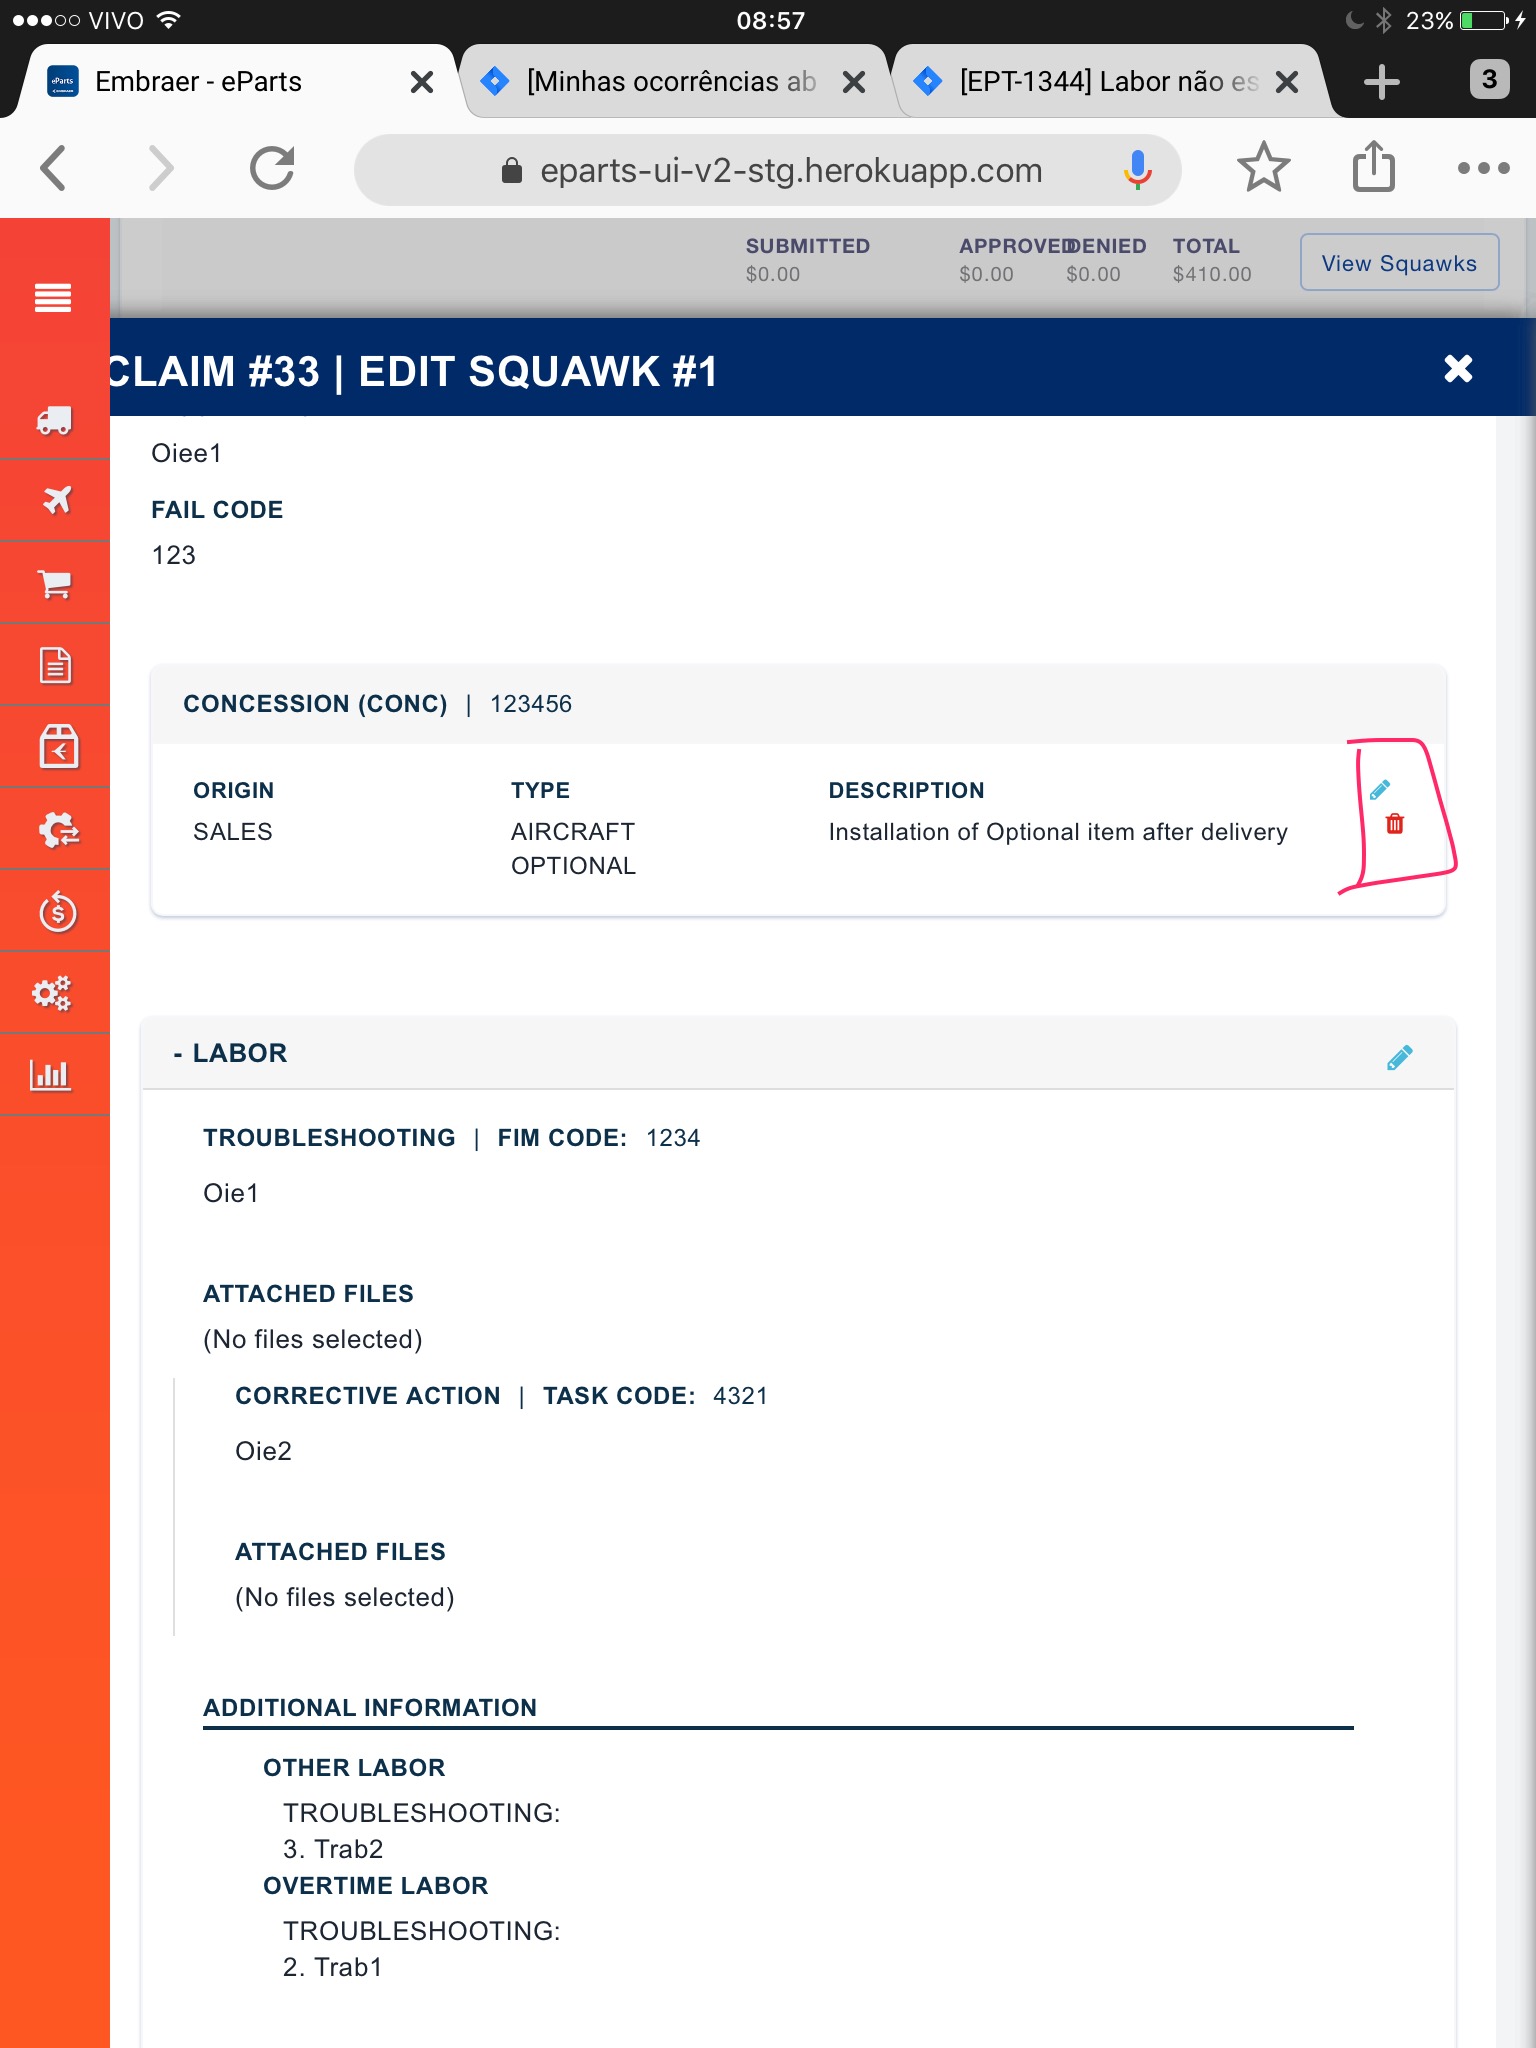 VIVO 08:57 23%
Embraer - eParts [Minhas ocorrências ab [EPT-1344] Labor não es 3
eparts-ui-v2-stg.herokuapp.com
SUBMITTED APPROVED DENIED TOTAL
$0.00 $0.00 $0.00 $410.00
View Squawks
CLAIM #33 | EDIT SQUAWK #1
Oiee1
FAIL CODE
123
CONCESSION (CONC) | 123456
ORIGIN TYPE DESCRIPTION
SALES AIRCRAFT OPTIONAL Installation of Optional item after delivery
- LABOR
TROUBLESHOOTING | FIM CODE: 1234
Oie1
ATTACHED FILES
(No files selected)
CORRECTIVE ACTION | TASK CODE: 4321
Oie2
ATTACHED FILES
(No files selected)
ADDITIONAL INFORMATION
OTHER LABOR
TROUBLESHOOTING:
3. Trab2
OVERTIME LABOR
TROUBLESHOOTING:
2. Trab1